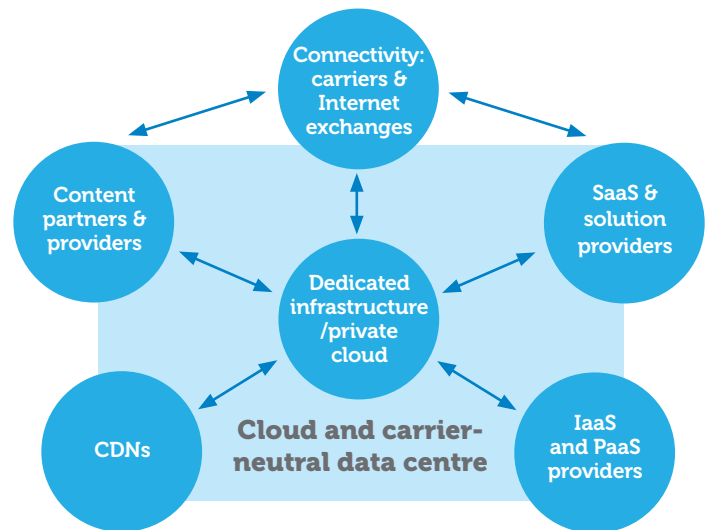 Connectivity:
carriers &
Internet
exchanges
Content
partners &
providers
SaaS &
solution
providers
Dedicated
infrastructure
/private
cloud
CDNs
Cloud and carrier-
neutral data centre
IaaS
and PaaS
providers